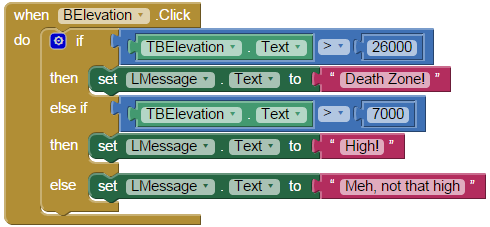 when BElevation .Click
do if TBElevation . Text > 26000
then set LMessage . Text to " Death Zone! "
else if TBElevation . Text > 7000
then set LMessage . Text to " High! "
else set LMessage . Text to " Meh, not that high "